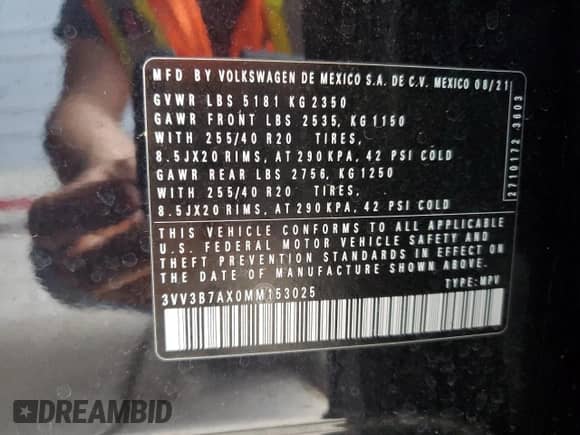 MFD BY VOLKSWAGEN DE MEXICO S.A. DE C.V. MEXICO 08/21
GVWR LBS 5181 KG 2350
GAWR FRONT LBS 2535, KG 1150
WITH 255/40 R20 TIRES,
8.5JX20 RIMS, AT 290 KPA, 42 PSI COLD
GAWR REAR LBS 2756, KG 1250
WITH 255/40 R20 TIRES,
8.5JX20 RIMS, AT 290 KPA, 42 PSI COLD
2710172 3603
THIS VEHICLE CONFORMS TO ALL APPLICABLE
U.S. FEDERAL MOTOR VEHICLE SAFETY AND
THEFT PREVENTION STANDARDS IN EFFECT ON
THE DATE OF MANUFACTURE SHOWN ABOVE.
3VV3B7AX0MM153025 TYPE: MPV
DREAMBID